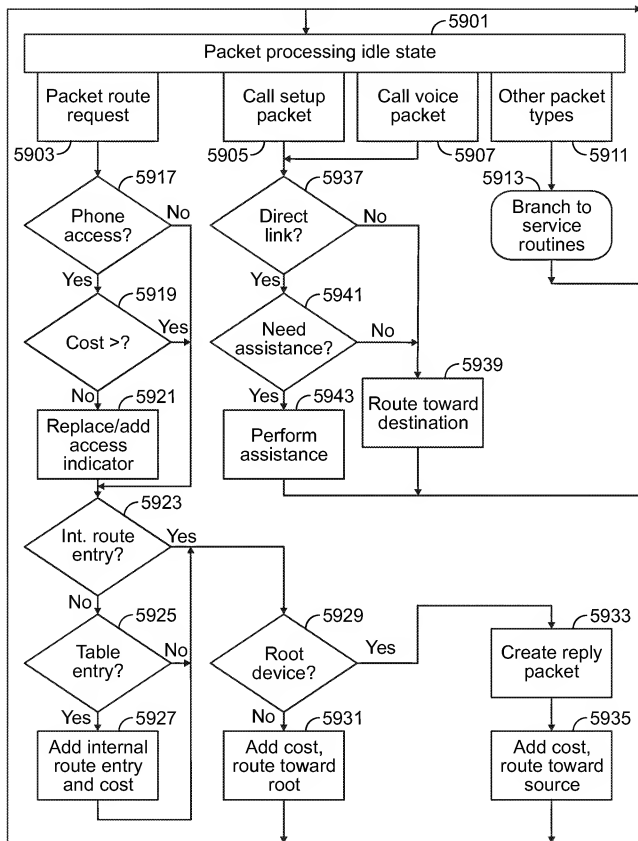 5901
Packet processing idle state
Packet route
request
Call setup
packet
Call voice
packet
Other packet
types
5903
5905
5907
5911
5917
Phone
access?
No
Yes
5919
Cost >?
Yes
No
5921
Replace/add
access
indicator
5937
Direct
link?
No
Yes
5941
Need
assistance?
No
Yes
5943
Perform
assistance
5939
Route toward
destination
5913
Branch to
service
routines
5923
Int. route
entry?
Yes
No
5925
Table
entry?
No
Yes
5927
Add internal
route entry
and cost
5929
Root
device?
Yes
No
5931
Add cost,
route toward
root
5933
Create reply
packet
5935
Add cost,
route toward
source